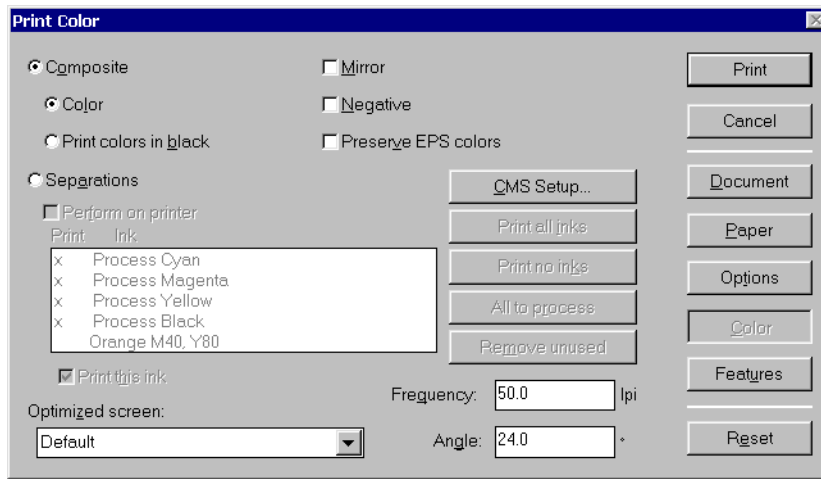 Print Color
Composite
Mirror
Print
Color
Negative
Cancel
Print colors in black
Preserve EPS colors
Separations
CMS Setup...
Document
Perform on printer
Print all inks
Paper
Print Ink
x Process Cyan
Print no inks
x Process Magenta
Options
x Process Yellow
All to process
x Process Black
Color
Orange M40, Y80
Remove unused
Print this ink
Features
Frequency: 50.0 lpi
Optimized screen:
Default
Angle: 24.0 °
Reset